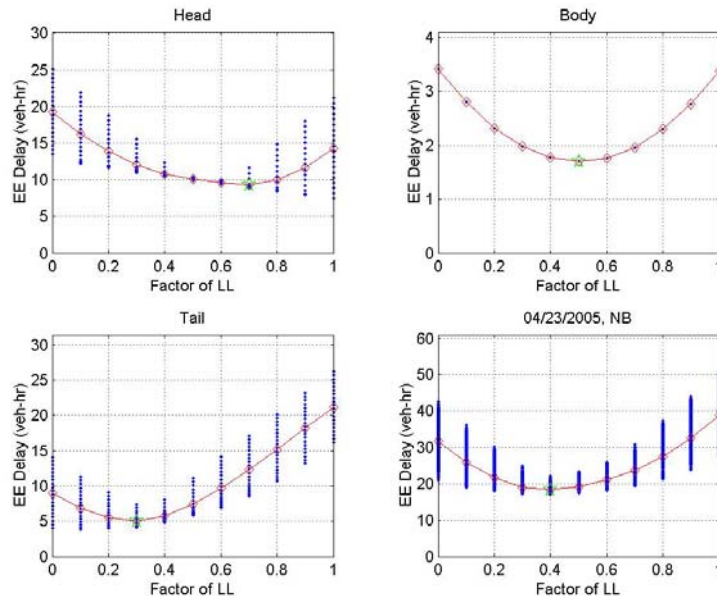 Head
30
25
20
15
10
5
0
EE Delay (veh-hr)
0 0.2 0.4 0.6 0.8 1
Factor of LL
Body
4
3
2
1
0
EE Delay (veh-hr)
0 0.2 0.4 0.6 0.8 1
Factor of LL
Tail
30
25
20
15
10
5
0
EE Delay (veh-hr)
0 0.2 0.4 0.6 0.8 1
Factor of LL
04/23/2005, NB
60
50
40
30
20
10
0
EE Delay (veh-hr)
0 0.2 0.4 0.6 0.8 1
Factor of LL